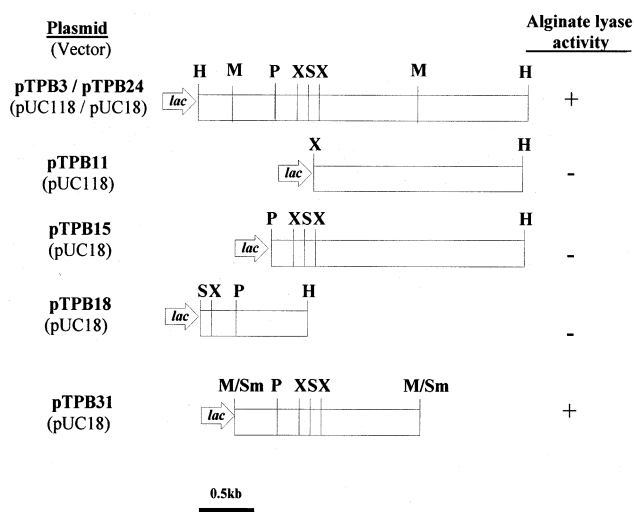 Plasmid
(Vector)
Alginate lyase
activity
H M P XSX M H
pTPB3 / pTPB24
(pUC118 / pUC18)
lac
+
X H
pTPB11
(pUC118)
lac
-
P XSX H
pTPB15
(pUC18)
lac
-
SX P H
pTPB18
(pUC18)
lac
-
M/Sm P XSX M/Sm
pTPB31
(pUC18)
lac
+
0.5kb